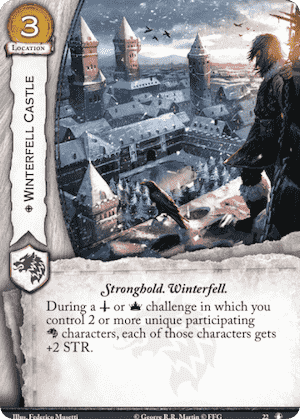 3
LOCATION
WINTERFELL CASTLE
Stronghold. Winterfell.
During a or challenge in which you
control 2 or more unique participating
characters, each of those characters gets
+2 STR.
Illus. Federico Musetti © George R.R. Martin © FFG 22